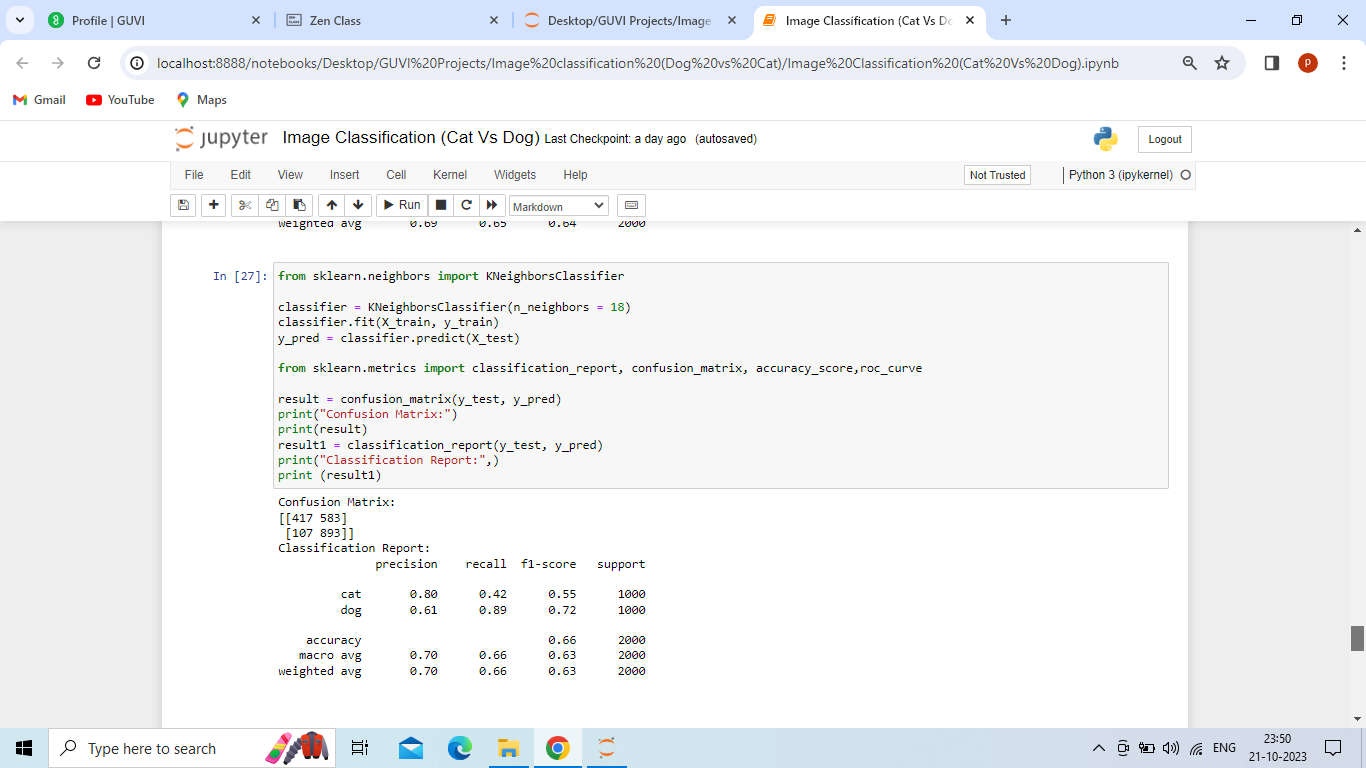 Profile | GUVI
Zen Class
Desktop/GUVI Projects/Image
Image Classification (Cat Vs Do
localhost:8888/notebooks/Desktop/GUVI%20Projects/Image%20classification%20(Dog%20vs%20Cat)/Image%20Classification%20(Cat%20Vs%20Dog).ipynb
p
Gmail YouTube Maps
jupyter Image Classification (Cat Vs Dog) Last Checkpoint: a day ago (autosaved)
Logout
File Edit View Insert Cell Kernel Widgets Help
Not Trusted
Python 3 (ipykernel)
Run
Markdown
weighted avg 0.69 0.65 0.64 2000
In [27]: from sklearn.neighbors import KNeighborsClassifier
classifier = KNeighborsClassifier(n_neighbors = 18)
classifier.fit(X_train, y_train)
y_pred = classifier.predict(X_test)
from sklearn.metrics import classification_report, confusion_matrix, accuracy_score,roc_curve
result = confusion_matrix(y_test, y_pred)
print("Confusion Matrix:")
print(result)
result1 = classification_report(y_test, y_pred)
print("Classification Report:",)
print (result1)
Confusion Matrix:
[[417 583]
[107 893]]
Classification Report:
precision recall f1-score support
cat 0.80 0.42 0.55 1000
dog 0.61 0.89 0.72 1000
accuracy 0.66 2000
macro avg 0.70 0.66 0.63 2000
weighted avg 0.70 0.66 0.63 2000
Type here to search
ENG
23:50
21-10-2023